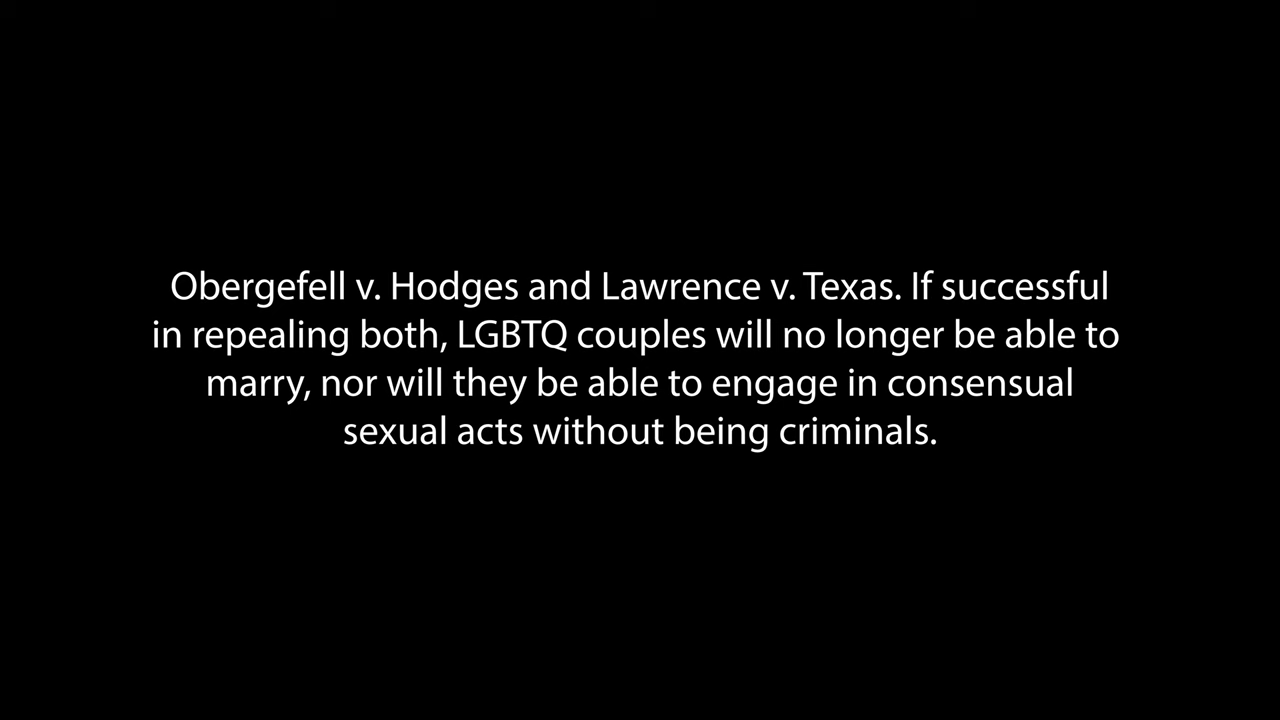 Obergefell v. Hodges and Lawrence v. Texas. If successful
in repealing both, LGBTQ couples will no longer be able to
marry, nor will they be able to engage in consensual
sexual acts without being criminals.